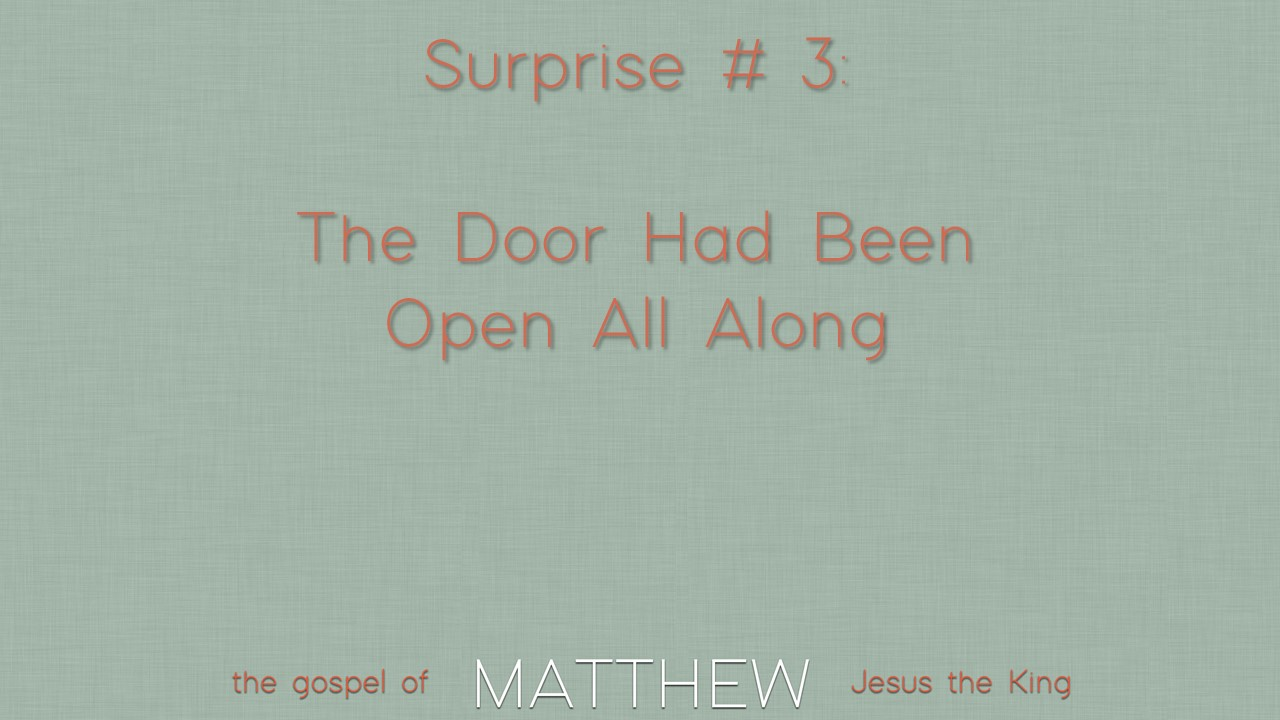 Surprise # 3:
The Door Had Been
Open All Along
the gospel of MATTHEW Jesus the King